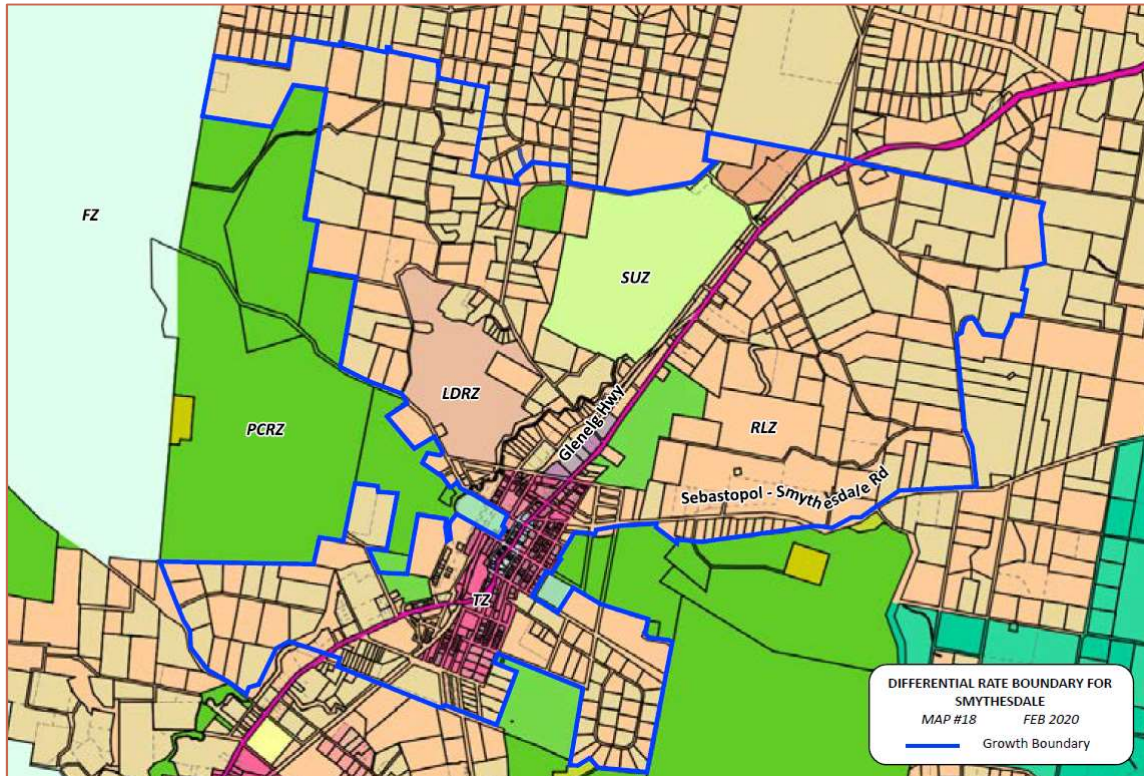 FZ
SUZ
LDRZ
Glenelg Hwy
PCRZ
RLZ
Sebastopol - Smythesdale Rd
TZ
DIFFERENTIAL RATE BOUNDARY FOR
SMYTHESDALE
MAP #18 FEB 2020
Growth Boundary